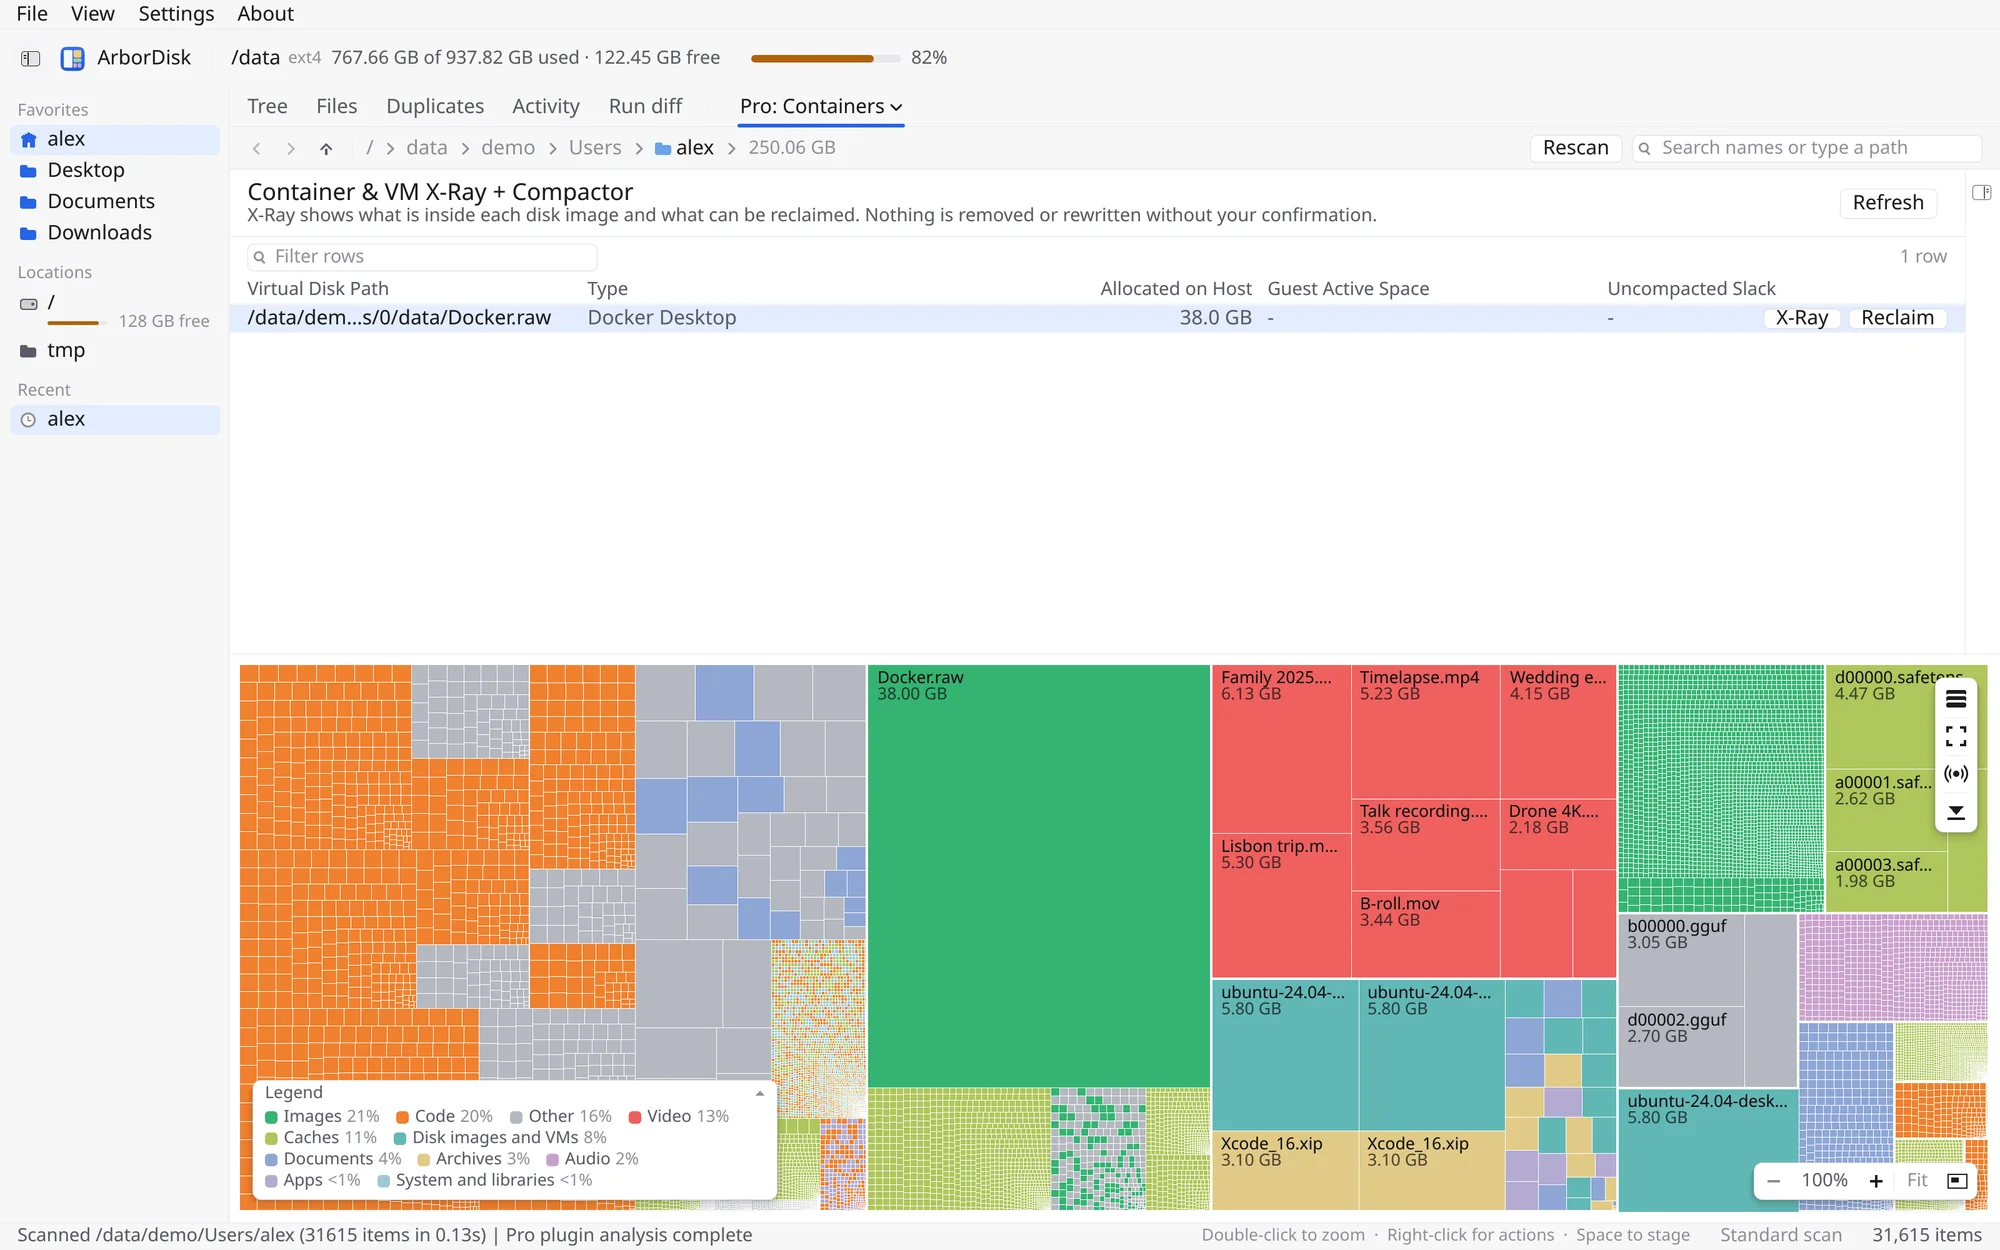 File View Settings About
ArborDisk /data ext4 767.66 GB of 937.82 GB used · 122.45 GB free 82%
Favorites
alex
Desktop
Documents
Downloads
Locations
/
128 GB free
tmp
Recent
alex
Tree Files Duplicates Activity Run diff Pro: Containers
/ data demo Users alex 250.06 GB Rescan Search names or type a path
Container & VM X-Ray + Compactor
X-Ray shows what is inside each disk image and what can be reclaimed. Nothing is removed or rewritten without your confirmation.
Refresh
Filter rows 1 row
Virtual Disk Path Type Allocated on Host Guest Active Space Uncompacted Slack
/data/dem...s/0/data/Docker.raw Docker Desktop 38.0 GB - - X-Ray Reclaim
Docker.raw
38.00 GB
Family 2025....
6.13 GB
Timelapse.mp4
5.23 GB
Wedding e...
4.15 GB
Lisbon trip.m...
5.30 GB
Talk recording....
3.56 GB
Drone 4K....
2.18 GB
B-roll.mov
3.44 GB
ubuntu-24.04-...
5.80 GB
ubuntu-24.04-...
5.80 GB
Xcode_16.xip
3.10 GB
Xcode_16.xip
3.10 GB
d00000.safetens
4.47 GB
a00001.saf...
2.62 GB
a00003.saf...
1.98 GB
b00000.gguf
3.05 GB
d00002.gguf
2.70 GB
ubuntu-24.04-desk...
5.80 GB
Legend
Images 21% Code 20% Other 16% Video 13%
Caches 11% Disk images and VMs 8%
Documents 4% Archives 3% Audio 2%
Apps <1% System and libraries <1%
− 100% + Fit
Scanned /data/demo/Users/alex (31615 items in 0.13s) | Pro plugin analysis complete
Double-click to zoom · Right-click for actions · Space to stage Standard scan 31,615 items